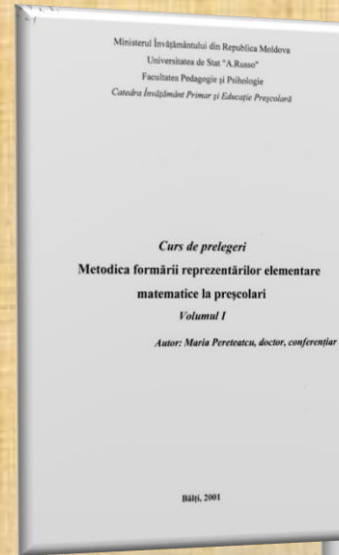 Ministerul Învățământului din Republica Moldova
Universitatea de Stat "A.Russo"
Facultatea Pedagogie și Psihologie
Catedra Învățământ Primar și Educație Preșcolară
Curs de prelegeri
Metodica formării reprezentărilor elementare
matematice la preșcolari
Volumul I
Autor: Maria Pereteatcu, doctor, conferențiar
Bălți, 2001